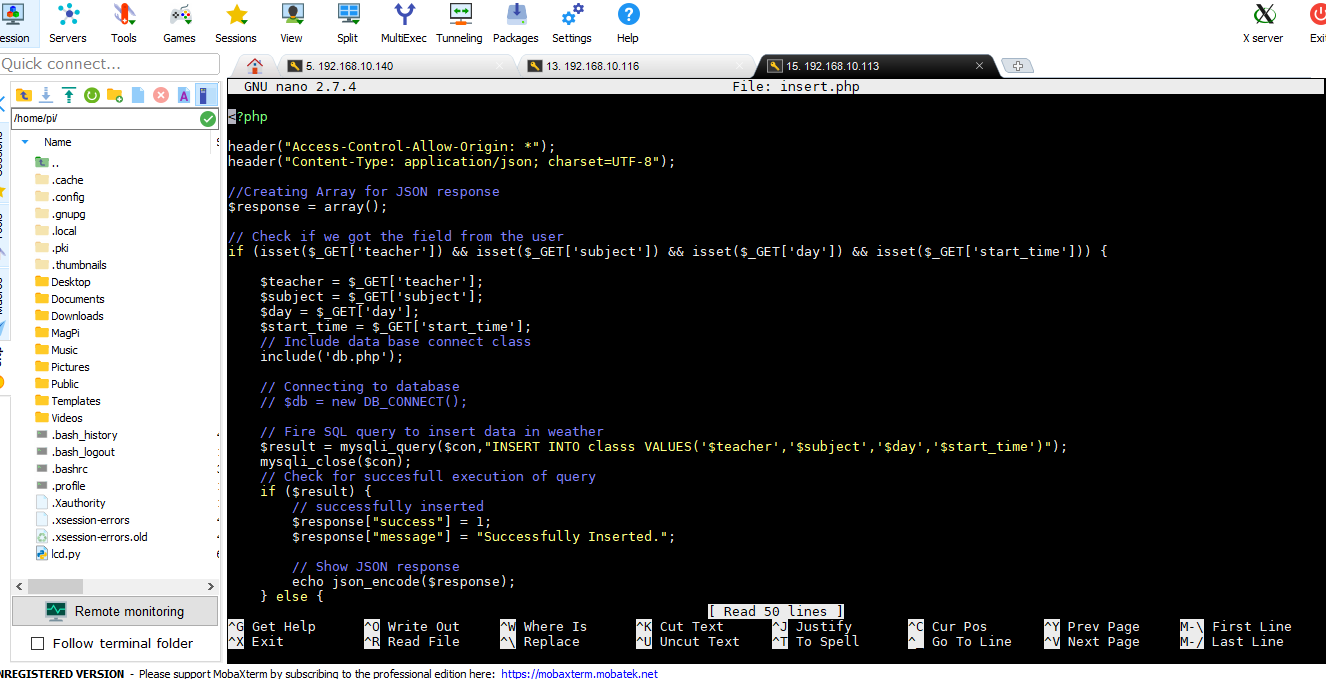 ession Servers Tools Games Sessions View Split MultiExec Tunneling Packages Settings Help X server Exi
Quick connect...
5. 192.168.10.140
13. 192.168.10.116
15. 192.168.10.113
/home/pi/
Name
..
.cache
.config
.gnupg
.local
.pki
.thumbnails
Desktop
Documents
Downloads
MagPi
Music
Pictures
Public
Templates
Videos
.bash_history
.bash_logout
.bashrc
.profile
.Xauthority
.xsession-errors
.xsession-errors.old
lcd.py
Remote monitoring
Follow terminal folder
GNU nano 2.7.4 File: insert.php
<?php
header("Access-Control-Allow-Origin: *");
header("Content-Type: application/json; charset=UTF-8");
//Creating Array for JSON response
$response = array();
// Check if we got the field from the user
if (isset($_GET['teacher']) && isset($_GET['subject']) && isset($_GET['day']) && isset($_GET['start_time'])) {
$teacher = $_GET['teacher'];
$subject = $_GET['subject'];
$day = $_GET['day'];
$start_time = $_GET['start_time'];
// Include data base connect class
include('db.php');
// Connecting to database
// $db = new DB_CONNECT();
// Fire SQL query to insert data in weather
$result = mysqli_query($con,"INSERT INTO classs VALUES('$teacher','$subject','$day','$start_time')");
mysqli_close($con);
// Check for succesfull execution of query
if ($result) {
// successfully inserted
$response["success"] = 1;
$response["message"] = "Successfully Inserted.";
// Show JSON response
echo json_encode($response);
} else {
[ Read 50 lines ]
^G Get Help ^O Write Out ^W Where Is ^K Cut Text ^J Justify ^C Cur Pos ^Y Prev Page M-\ First Line
^X Exit ^R Read File ^\ Replace ^U Uncut Text ^T To Spell ^_ Go To Line ^V Next Page M-/ Last Line
NREGISTERED VERSION - Please support MobaXterm by subscribing to the professional edition here: https://mobaxterm.mobatek.net